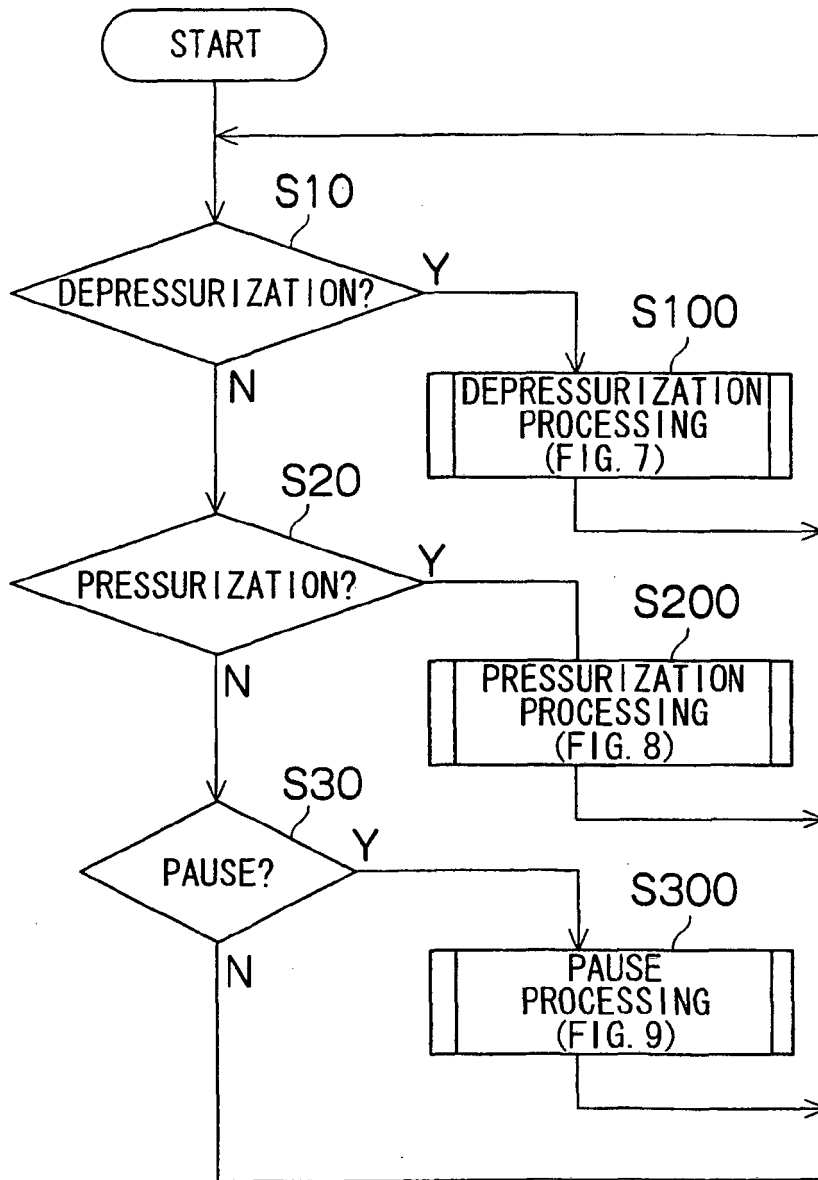 START
S10
DEPRESSURIZATION?
Y
N
S100
DEPRESSURIZATION
PROCESSING
(FIG. 7)
S20
PRESSURIZATION?
Y
N
S200
PRESSURIZATION
PROCESSING
(FIG. 8)
S30
PAUSE?
Y
N
S300
PAUSE
PROCESSING
(FIG. 9)